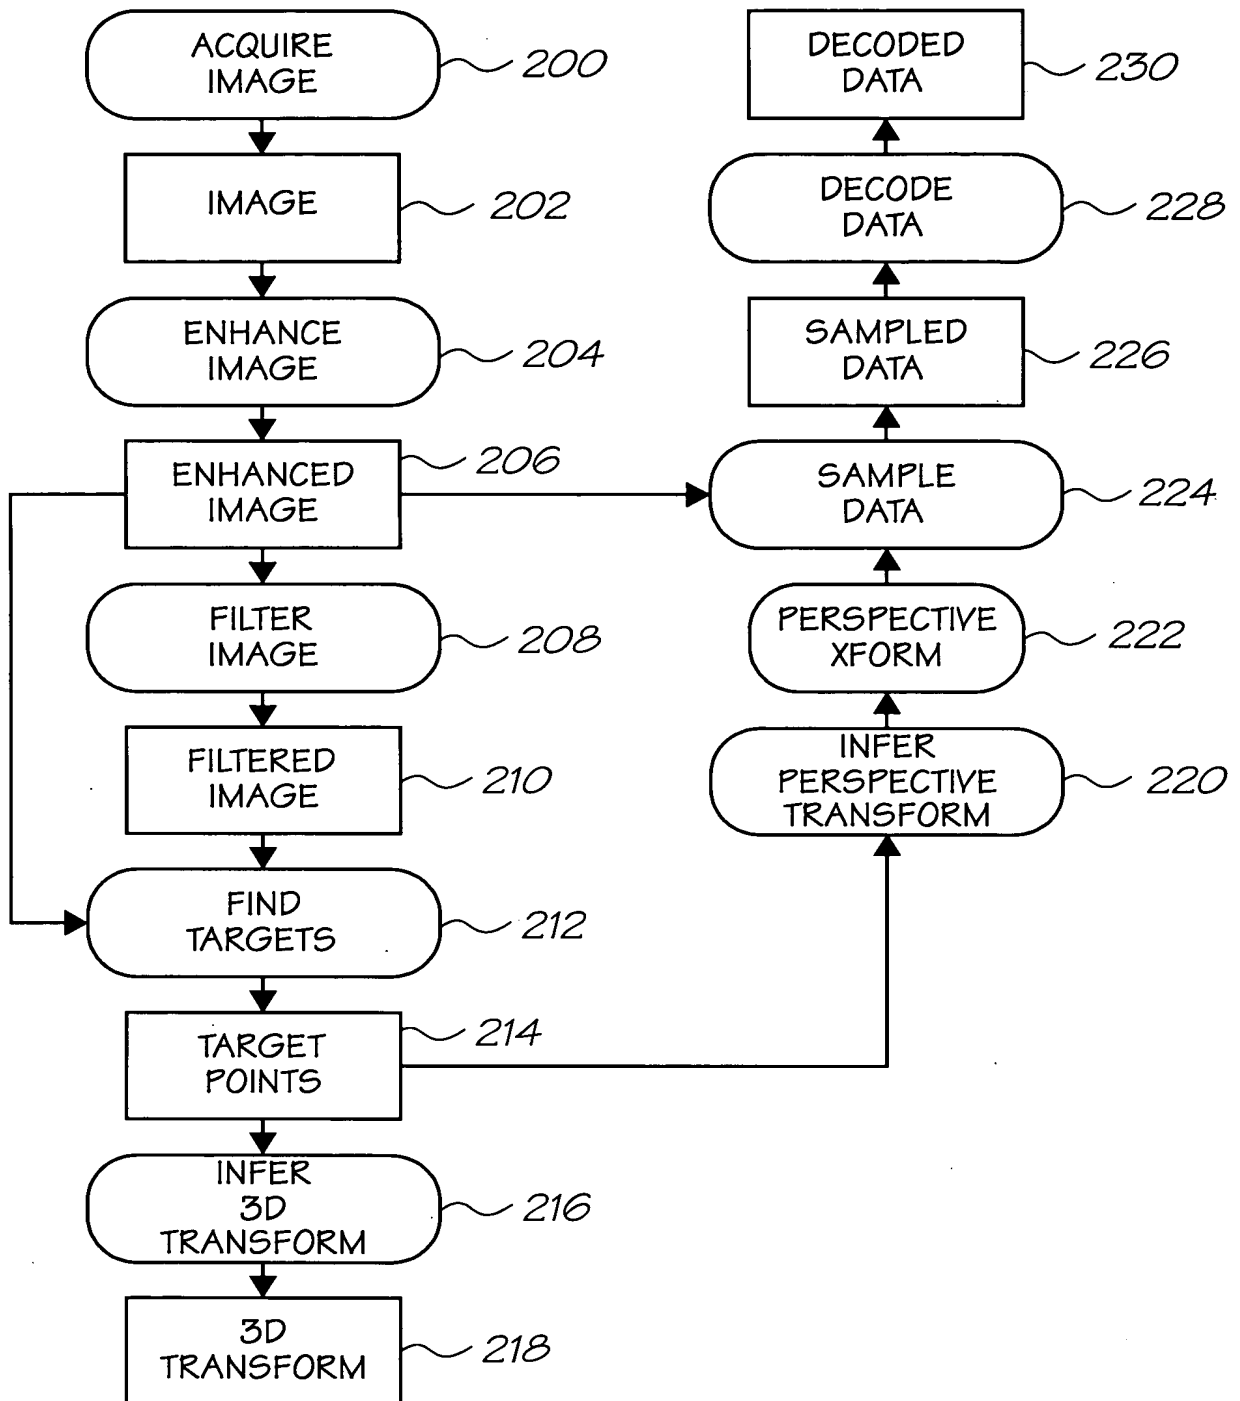 ACQUIRE
IMAGE
200
IMAGE
202
ENHANCE
IMAGE
204
ENHANCED
IMAGE
206
FILTER
IMAGE
208
FILTERED
IMAGE
210
FIND
TARGETS
212
TARGET
POINTS
214
INFER
3D
TRANSFORM
216
3D
TRANSFORM
218
DECODED
DATA
230
DECODE
DATA
228
SAMPLED
DATA
226
SAMPLE
DATA
224
PERSPECTIVE
XFORM
222
INFER
PERSPECTIVE
TRANSFORM
220